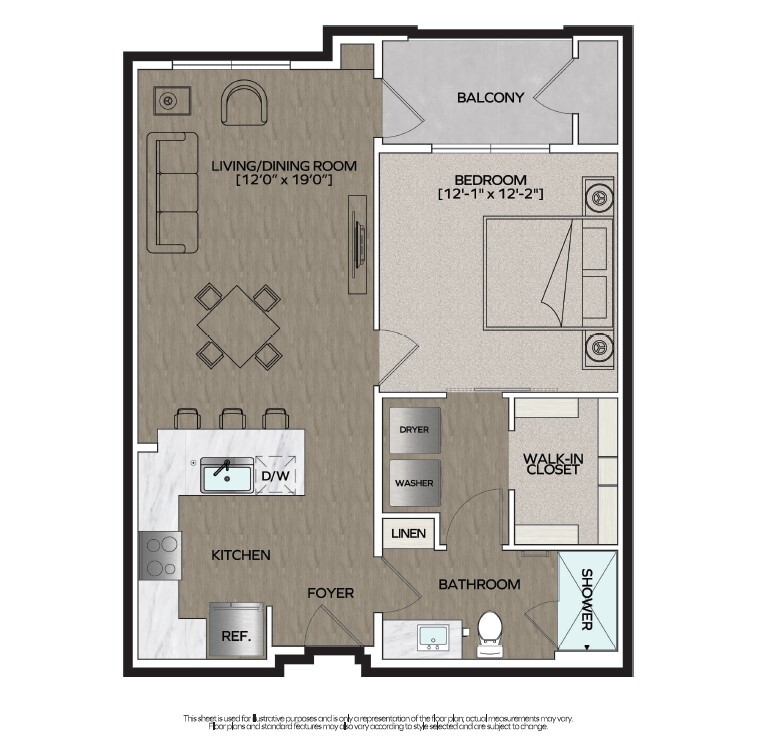 BALCONY
LIVING/DINING ROOM
[12'0" x 19'0"]
BEDROOM
[12'-1" x 12'-2"]
DRYER
WASHER
WALK-IN
CLOSET
D/W
LINEN
KITCHEN
FOYER
BATHROOM
SHOWER
REF.
This sheet is used for illustrative purposes and is only a representation of the floor plan; actual measurements may vary.
Floor plans and standard features may also vary according to style selected and are subject to change.